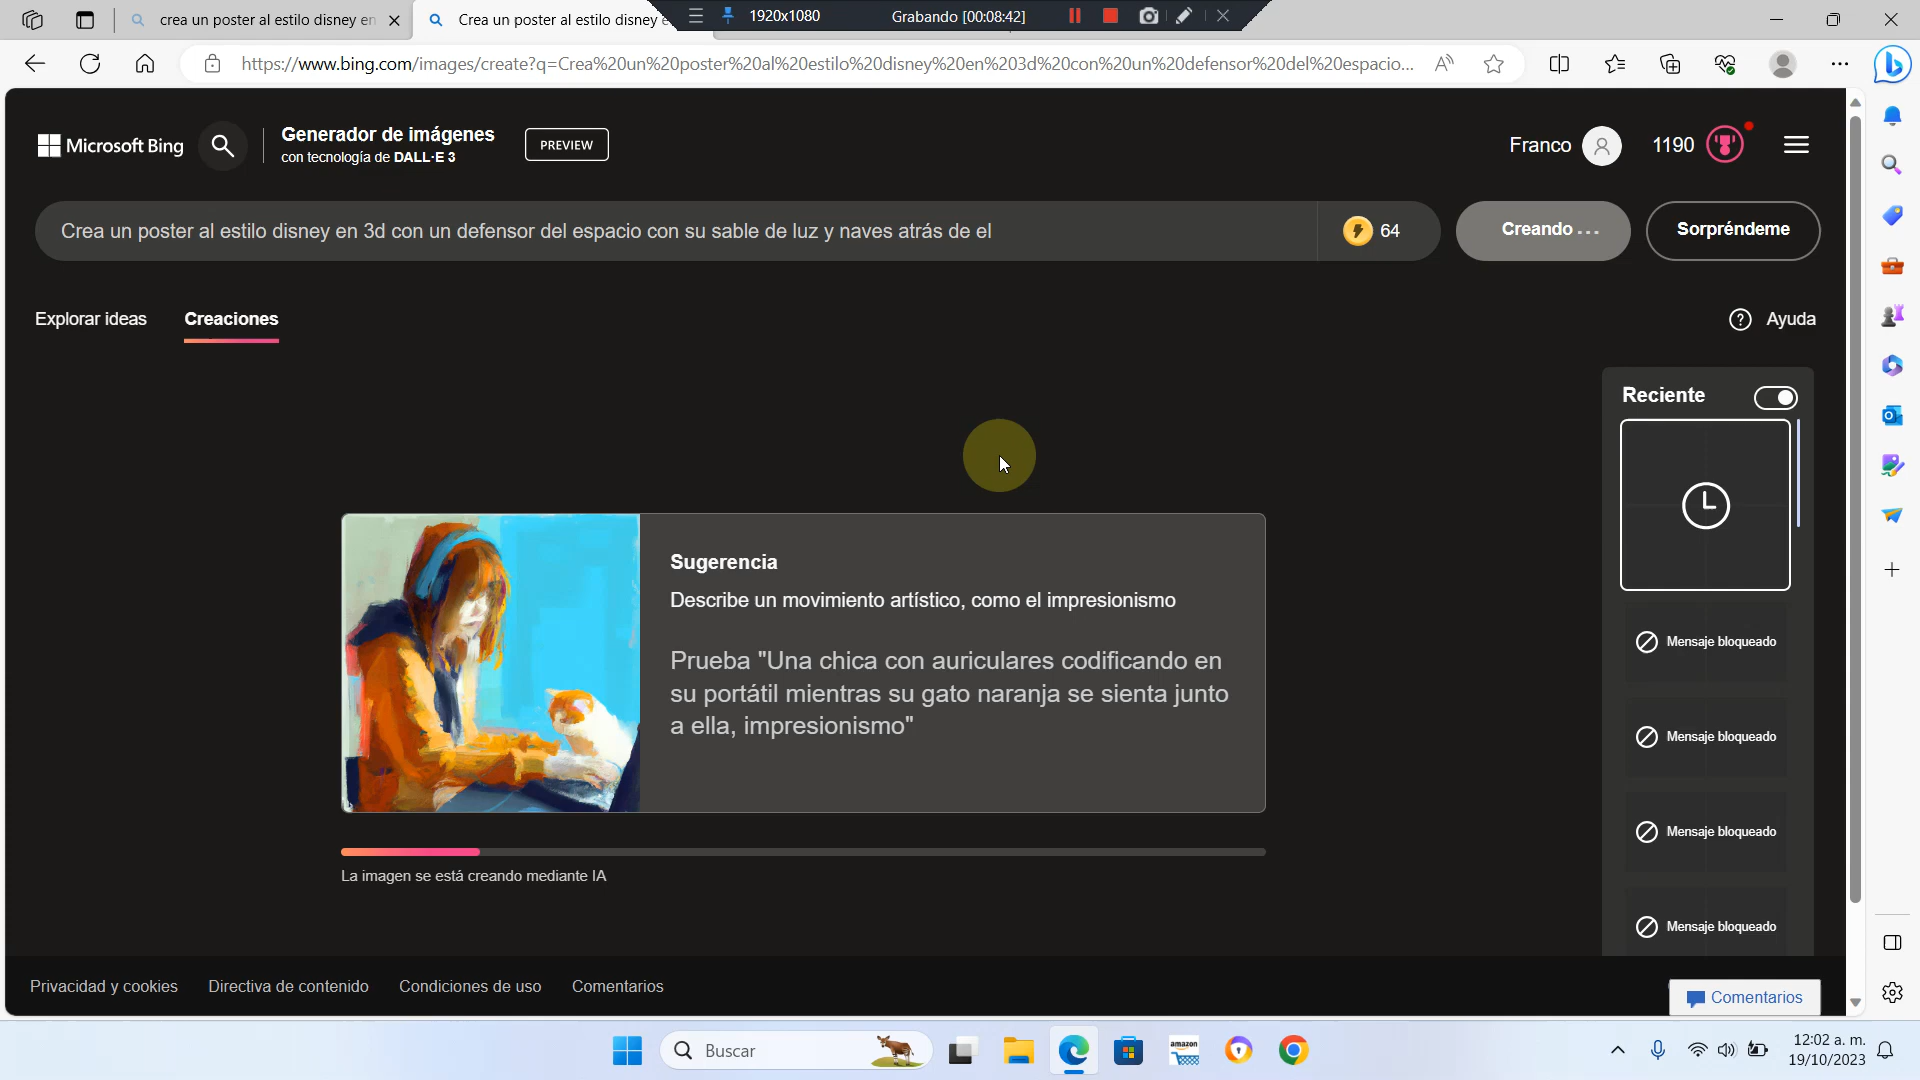 crea un poster al estilo disney en
Crea un poster al estilo disney e
1920x1080
Grabando [00:08:42]
https://www.bing.com/images/create?q=Crea%20un%20poster%20al%20estilo%20disney%20en%203d%20con%20un%20defensor%20del%20espacio...
Microsoft Bing
Generador de imágenes
con tecnología de DALL·E 3
PREVIEW
Franco
1190
Crea un poster al estilo disney en 3d con un defensor del espacio con su sable de luz y naves atrás de el
64
Creando...
Sorpréndeme
Explorar ideas
Creaciones
Ayuda
Reciente
Sugerencia
Describe un movimiento artístico, como el impresionismo
Prueba "Una chica con auriculares codificando en
su portátil mientras su gato naranja se sienta junto
a ella, impresionismo"
Mensaje bloqueado
Mensaje bloqueado
Mensaje bloqueado
Mensaje bloqueado
La imagen se está creando mediante IA
Privacidad y cookies
Directiva de contenido
Condiciones de uso
Comentarios
Comentarios
Buscar
amazon
12:02 a. m.
19/10/2023